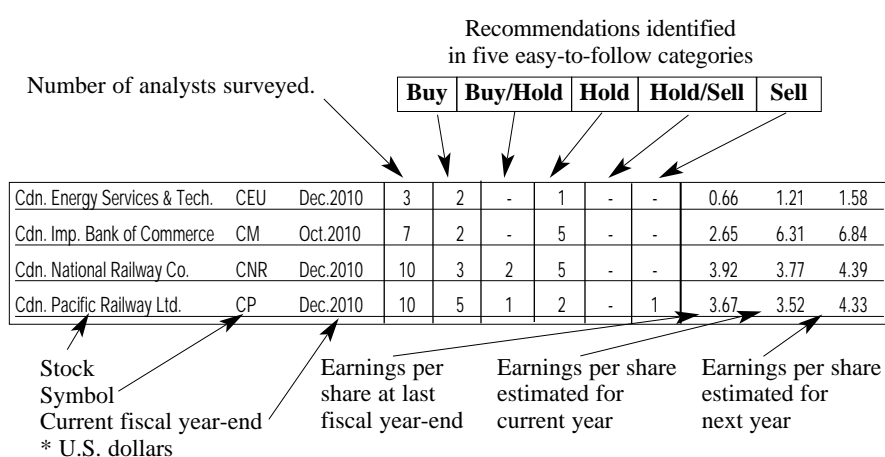 Recommendations identified
in five easy-to-follow categories
Number of analysts surveyed.
Buy Buy/Hold Hold Hold/Sell Sell
Cdn. Energy Services & Tech. CEU Dec.2010 3 2 - 1 - - 0.66 1.21 1.58
Cdn. Imp. Bank of Commerce CM Oct.2010 7 2 - 5 - - 2.65 6.31 6.84
Cdn. National Railway Co. CNR Dec.2010 10 3 2 5 - - 3.92 3.77 4.39
Cdn. Pacific Railway Ltd. CP Dec.2010 10 5 1 2 - 1 3.67 3.52 4.33
Stock
Symbol
Current fiscal year-end
* U.S. dollars
Earnings per
share at last
fiscal year-end
Earnings per share
estimated for
current year
Earnings per share
estimated for
next year